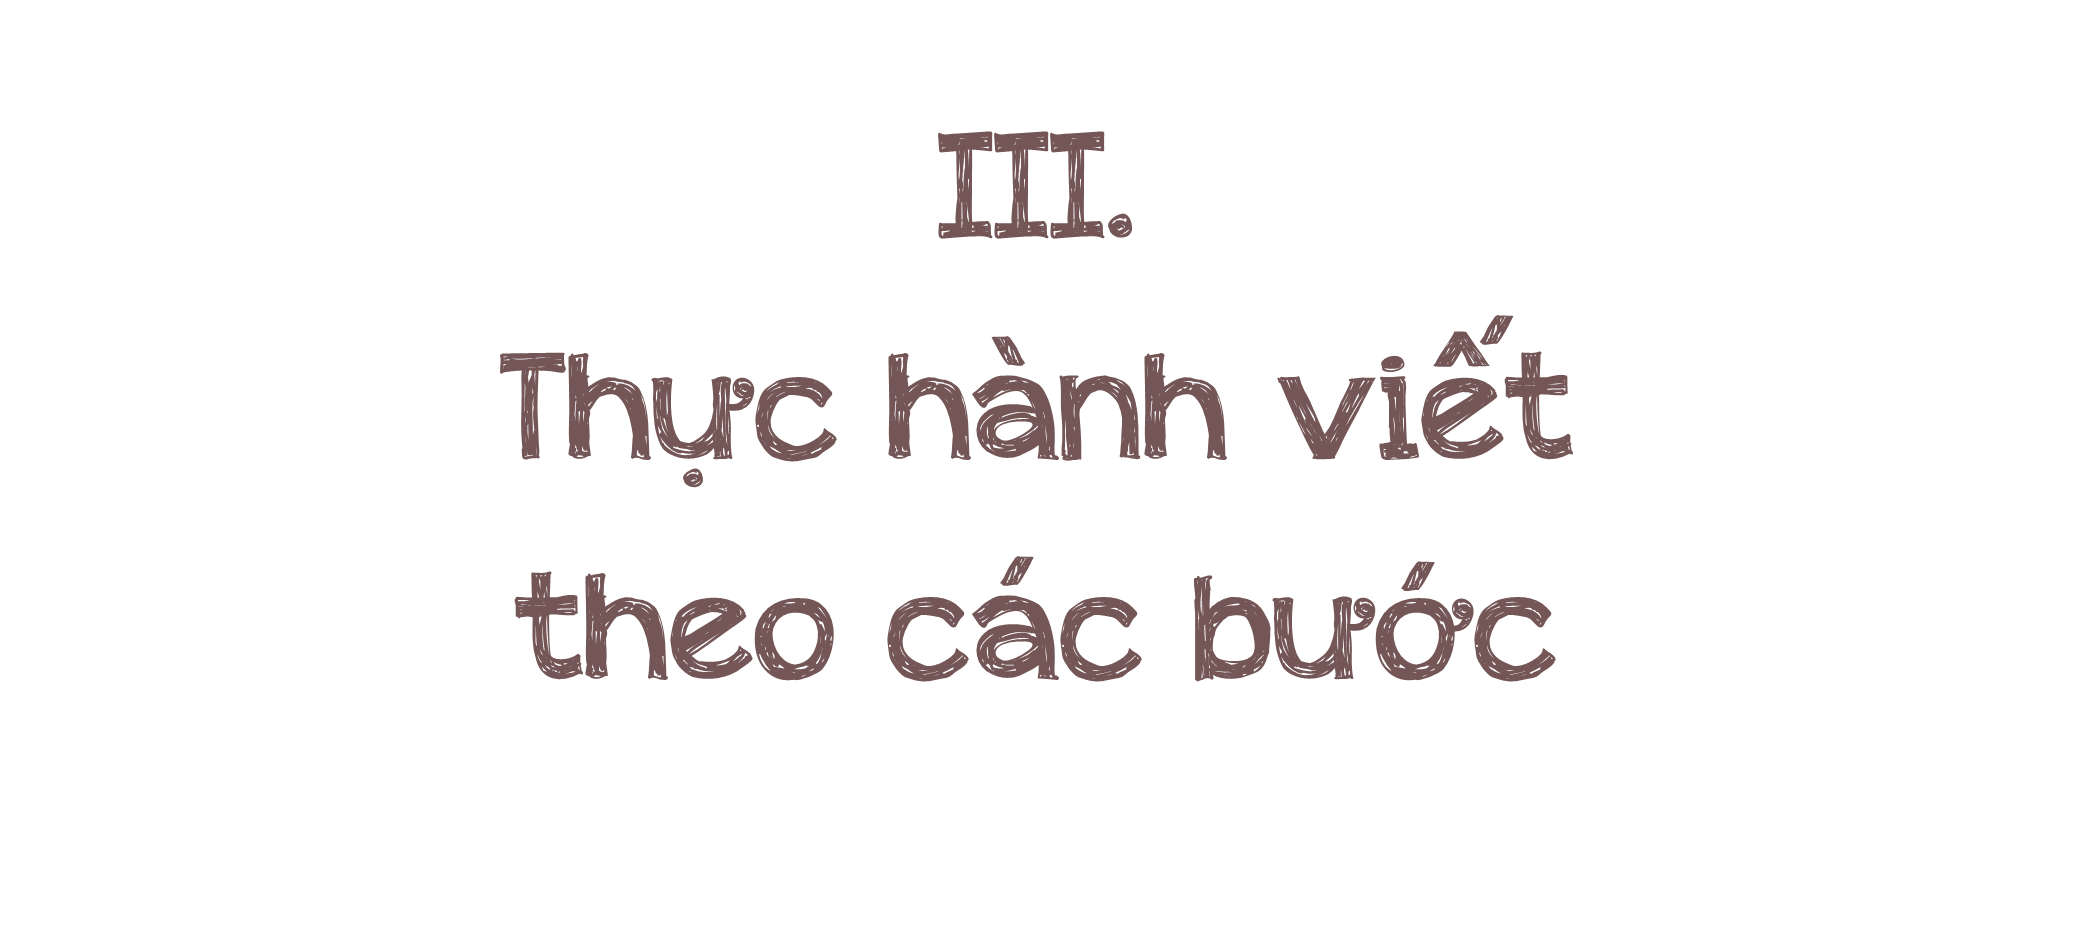 III.
Thực hành viết
theo các bước